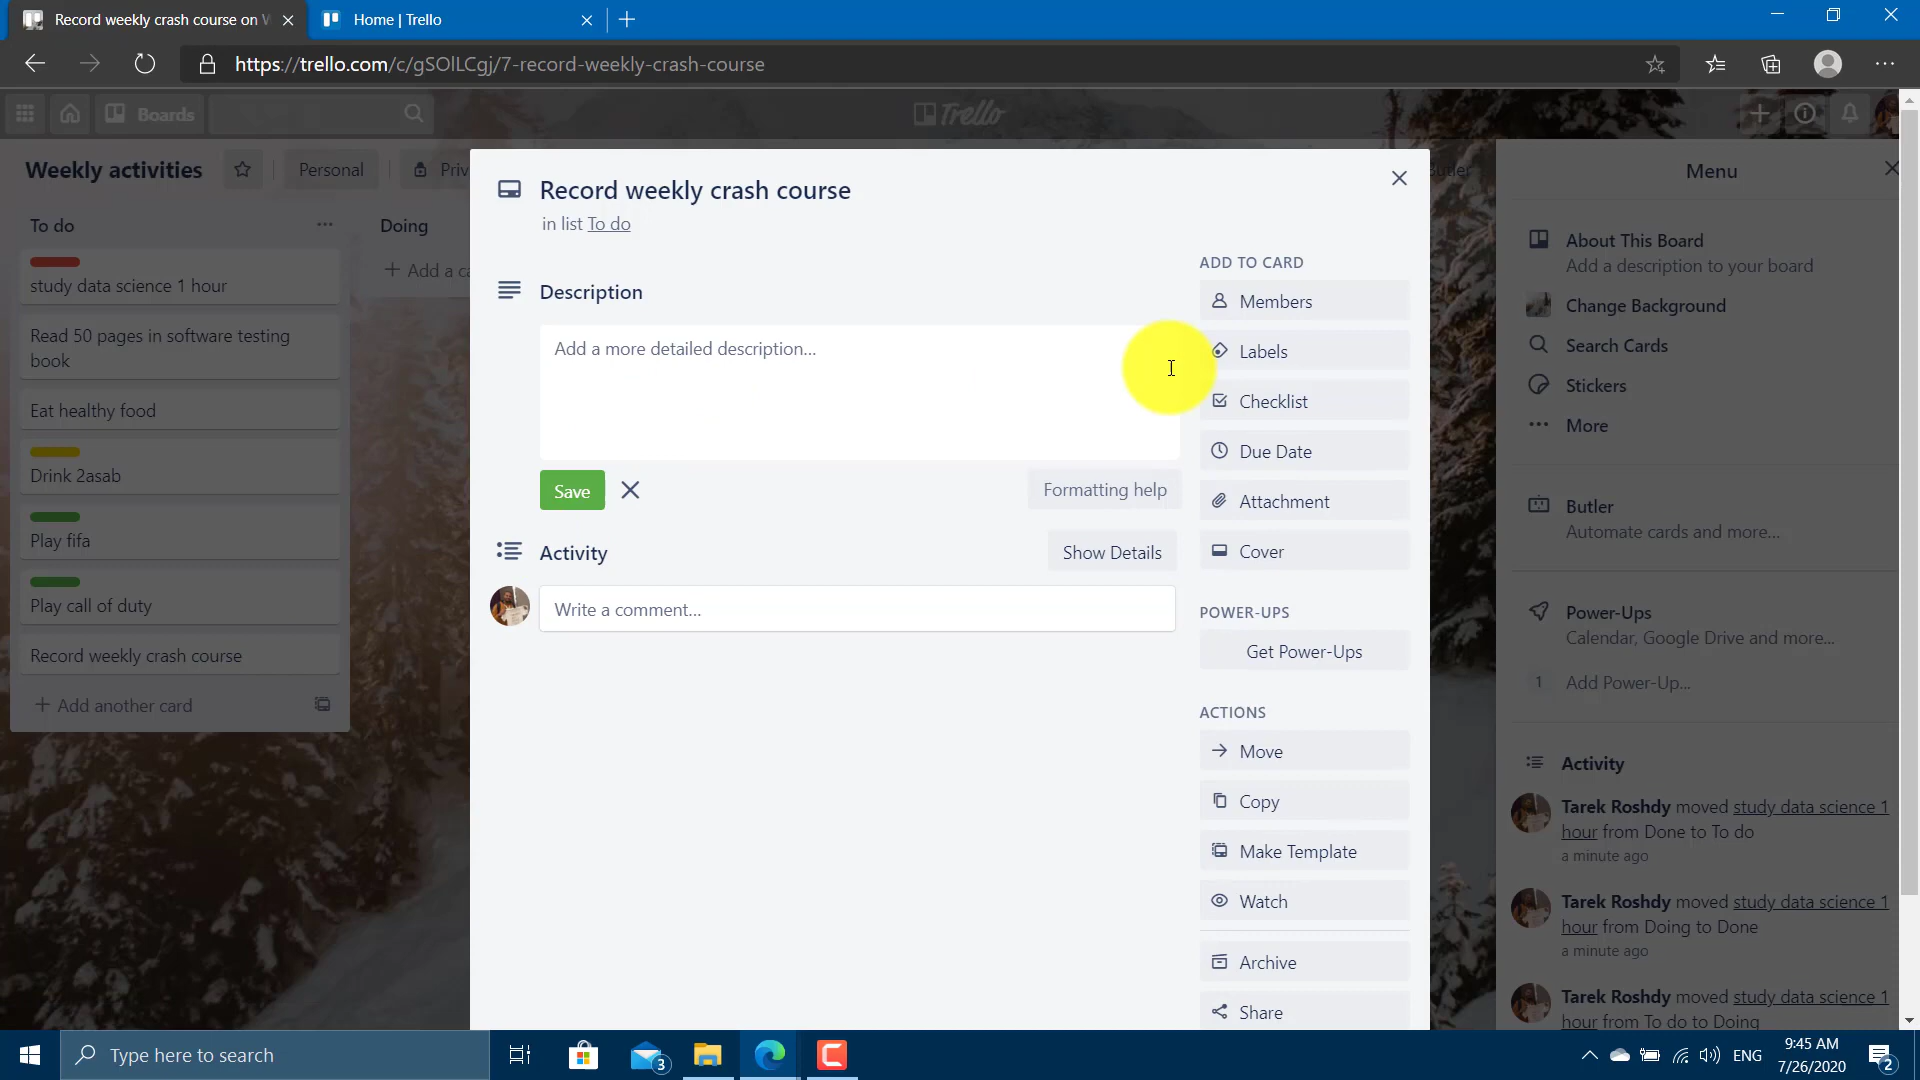 Record weekly crash course on W
Home | Trello
https://trello.com/c/gSOlLCgj/7-record-weekly-crash-course
Boards
Trello
Weekly activities
Personal
Priv
Butler
Menu
To do
Doing
study data science 1 hour
Read 50 pages in software testing
book
Eat healthy food
Drink 2asab
Play fifa
Play call of duty
Record weekly crash course
Add another card
Add a ca
Record weekly crash course
in list To do
Description
Add a more detailed description...
Save
Formatting help
Activity
Show Details
Write a comment...
ADD TO CARD
Members
Labels
Checklist
Due Date
Attachment
Cover
POWER-UPS
Get Power-Ups
ACTIONS
Move
Copy
Make Template
Watch
Archive
Share
About This Board
Add a description to your board
Change Background
Search Cards
Stickers
More
Butler
Automate cards and more...
Power-Ups
Calendar, Google Drive and more...
1 Add Power-Up...
Activity
Tarek Roshdy moved study data science 1
hour from Done to To do
a minute ago
Tarek Roshdy moved study data science 1
hour from Doing to Done
a minute ago
Tarek Roshdy moved study data science 1
hour from To do to Doing
Type here to search
3
ENG
9:45 AM
7/26/2020
2